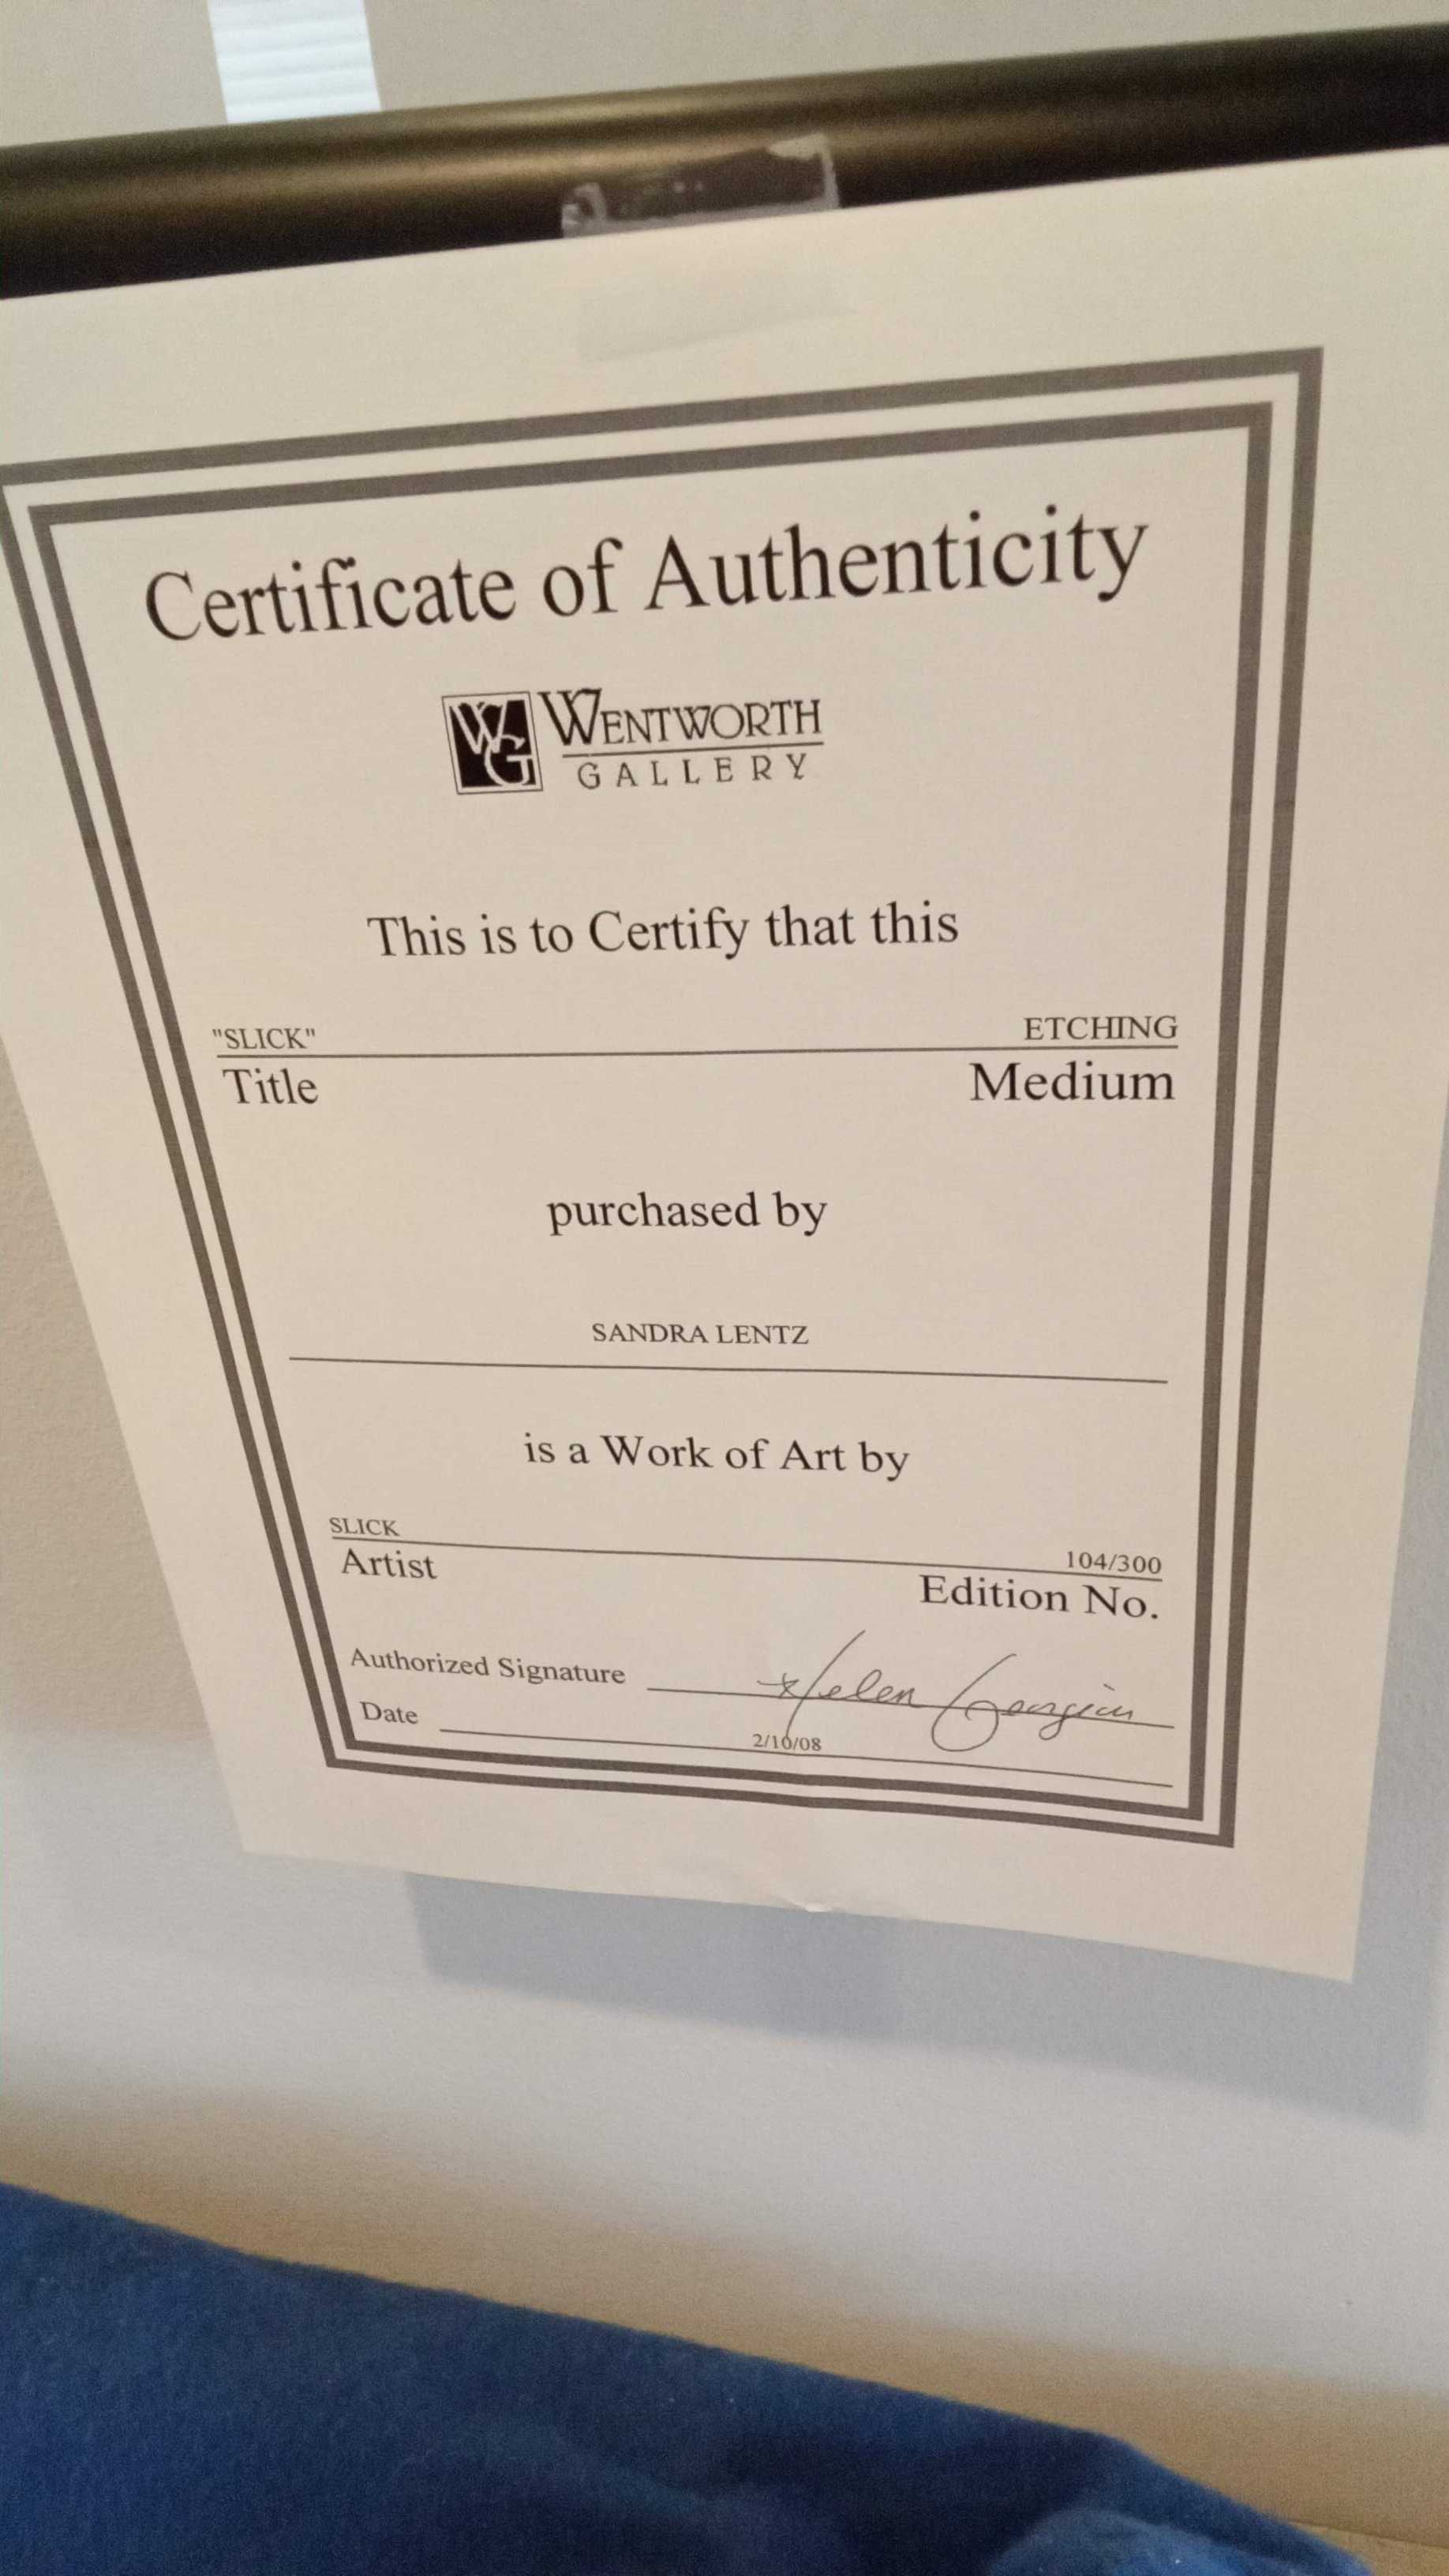 Certificate of Authenticity
WG WENTWORTH
GALLERY
This is to Certify that this
"SLICK" ETCHING
Title Medium
purchased by
SANDRA LENTZ
is a Work of Art by
SLICK 104/300
Artist Edition No.
Authorized Signature Helen
Date 2/10/08